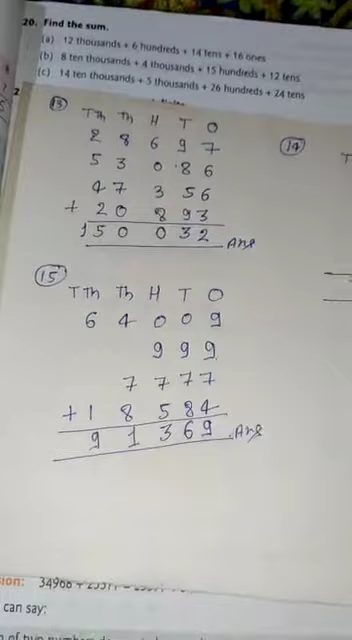 20. Find the sum.
(a) 12 thousands + 6 hundreds + 14 tens + 16 ones
(b) 8 ten thousands + 4 thousands + 15 hundreds + 12 tens
(c) 14 ten thousands + 5 thousands + 26 hundreds + 24 tens
13 14
T Th Th H T O
2 8 6 9 7
5 3 0 8 6
4 7 3 5 6
+ 2 0 8 9 3
1 5 0 0 3 2 Ans
15
T Th Th H T O
6 4 0 0 9
9 9 9
7 7 7 7
+ 1 8 5 8 4
9 1 3 6 9 . Ans
sion: 34966 +
can say: